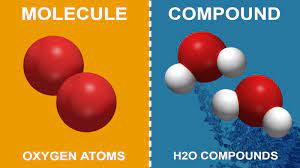 MOLECULE
OXYGEN ATOMS
COMPOUND
H2O COMPOUNDS